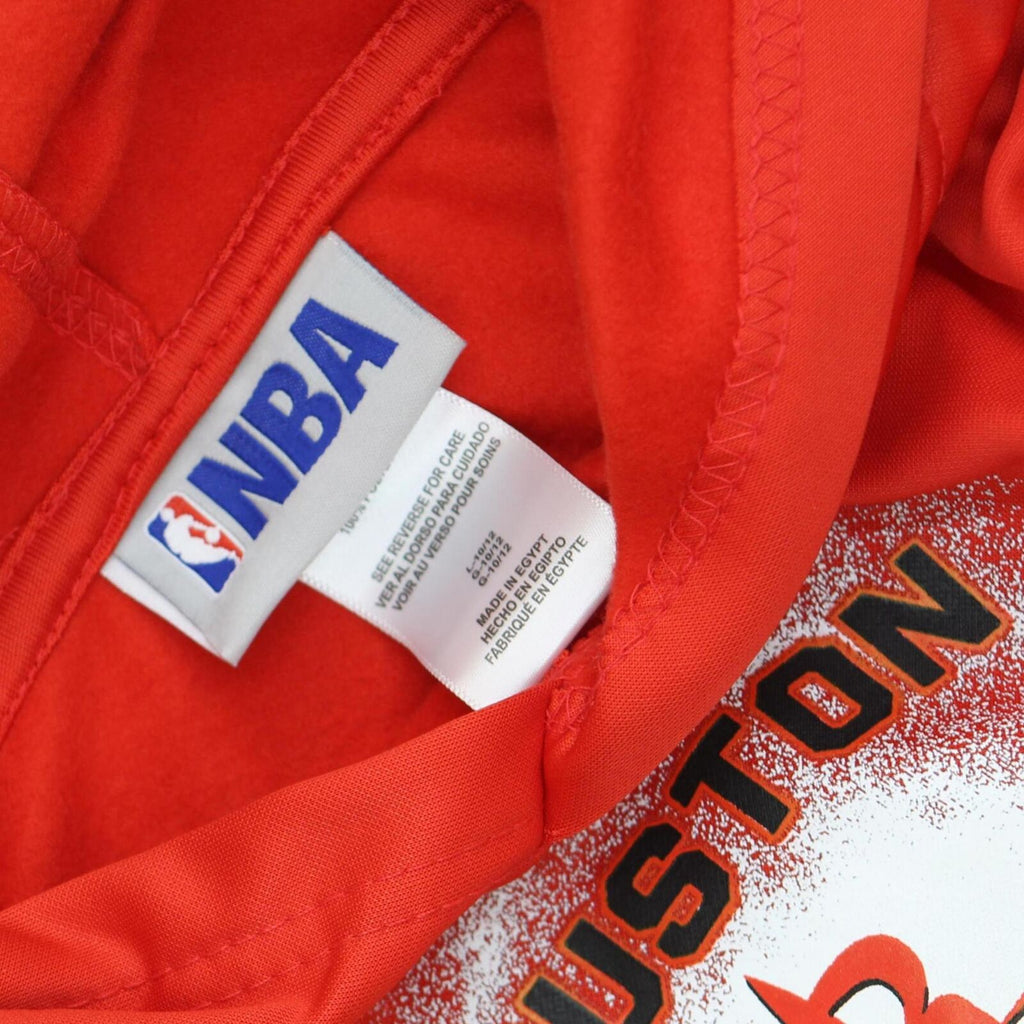 NBA
100%
SEE REVERSE FOR CARE
VER AL DORSO PARA CUIDADO
VOIR AU VERSO POUR SOINS
L-10/12
G-10/12
G-10/12
MADE IN EGYPT
HECHO EN EGIPTO
FABRIQUÉ EN ÉGYPTE
USTON